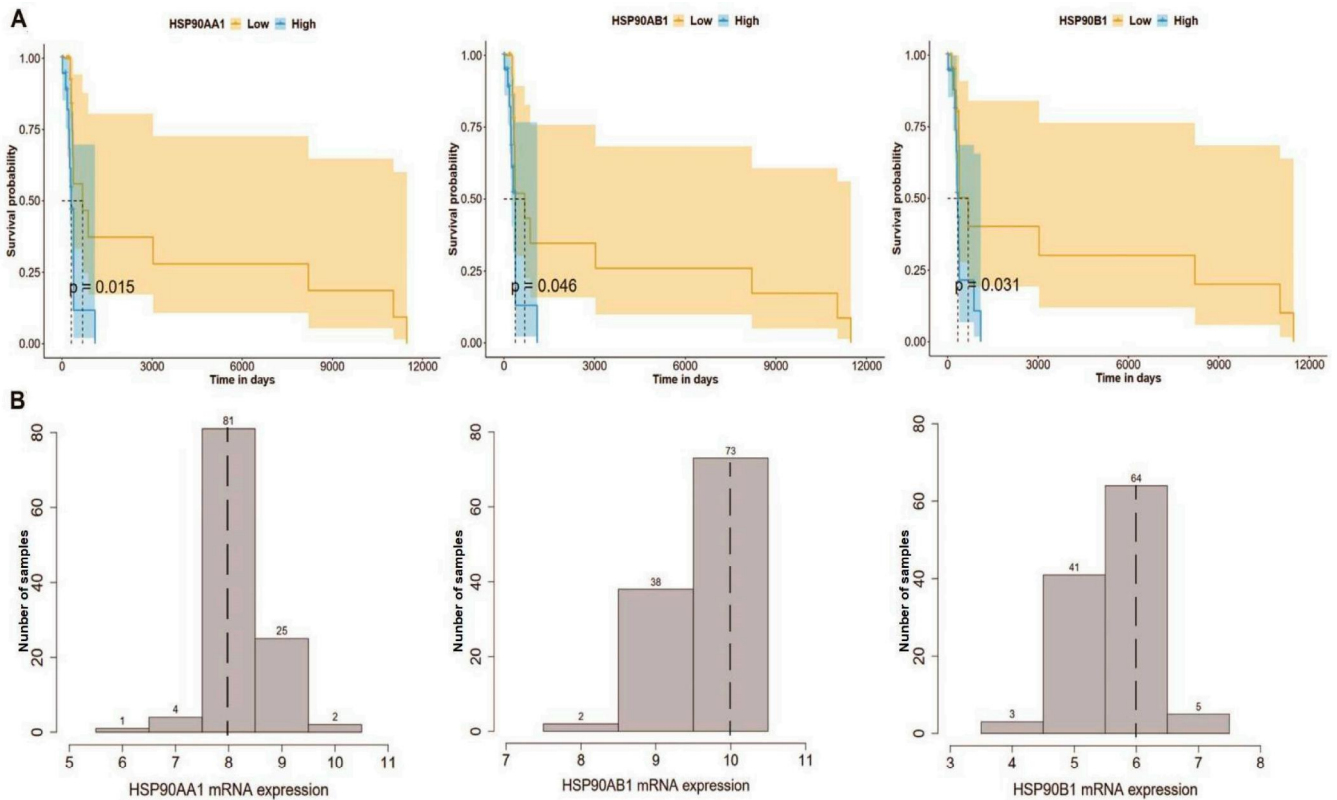 A
HSP90AA1 Low High
HSP90AB1 Low High
HSP90B1 Low High
1.00
0.75
0.50
0.25
0.00
Survival probability
p = 0.015
0 3000 6000 9000 12000
Time in days
1.00
0.75
0.50
0.25
0.00
Survival probability
p = 0.046
0 3000 6000 9000 12000
Time in days
1.00
0.75
0.50
0.25
0.00
Survival probability
p = 0.031
0 3000 6000 9000 12000
Time in days
B
80
60
40
20
0
Number of samples
1 4 81 25 2
5 6 7 8 9 10 11
HSP90AA1 mRNA expression
80
60
40
20
0
Number of samples
2 38 73
7 8 9 10 11
HSP90AB1 mRNA expression
80
60
40
20
0
Number of samples
3 41 64 5
3 4 5 6 7 8
HSP90B1 mRNA expression